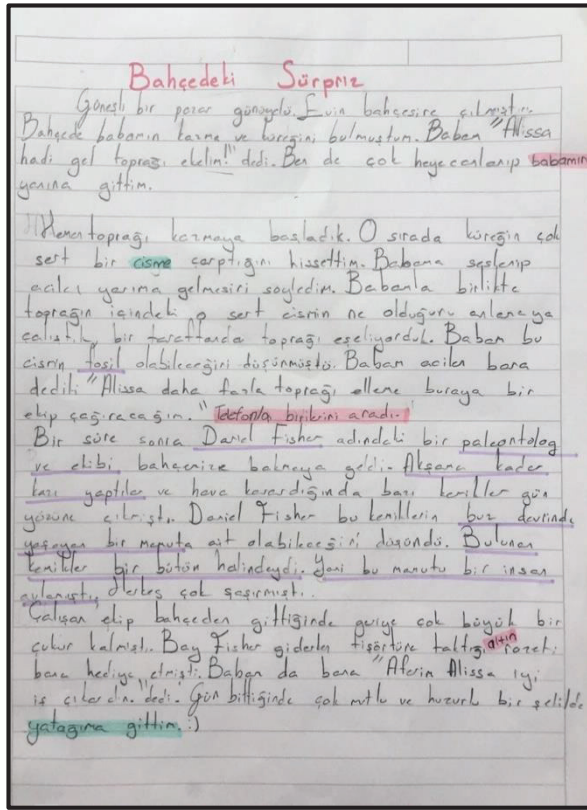 Bahçedeki Sürpriz
Güneşli bir pazar günüydü. Evin bahçesine çıkmıştım.
Bahçede babamın kazma ve küreğini bulmuştum. Babam "Alissa
hadi gel toprağı ekelim!" dedi. Ben de çok heyecanlanıp babamın
yanına gittim.
Hemen toprağı kazmaya başladık. O sırada küreğin çok
sert bir cisme çarptığını hissettim. Babama seslenip
acilci yanıma gelmesini söyledim. Babamla birlikte
toprağın içindeki o sert cismin ne olduğunu anlamaya
çalıştık, bir taraftanda toprağı eşeliyorduk. Babam bu
cismin fosil olabileceğini düşünmüştü. Babam acilen bana
dediki "Alissa daha fazla toprağı elleme buraya bir
ekip çağıracağım." Telefonla birilerini aradı.
Bir süre sonra Daniel Fisher adındaki bir paleontolog
ve ekibi bahçemize bakmaya geldi. Akşama kadar
kazı yaptılar ve hava karardığında bazı kemikler gün
yüzüne çıkmıştı. Daniel Fisher bu kemiklerin buz devrinde
yaşayan bir mamuta ait olabileceğini düşündü. Bulunan
kemikler bir bütün halindeydi. Yani bu mamutu bir insan
avlamıştı. Herkes çok şaşırmıştı.
Çalışan ekip bahçeden gittiğinde geriye çok büyük bir
çukur kalmıştı. Bay Fisher giderken tişörtüne taktığı altın rozeti
bana hediye etmişti. Babam da bana "Aferin Alissa iyi
iş çıkardın." dedi. Gün bittiğinde çok mutlu ve huzurlu bir şekilde
yatağıma gittim. :)